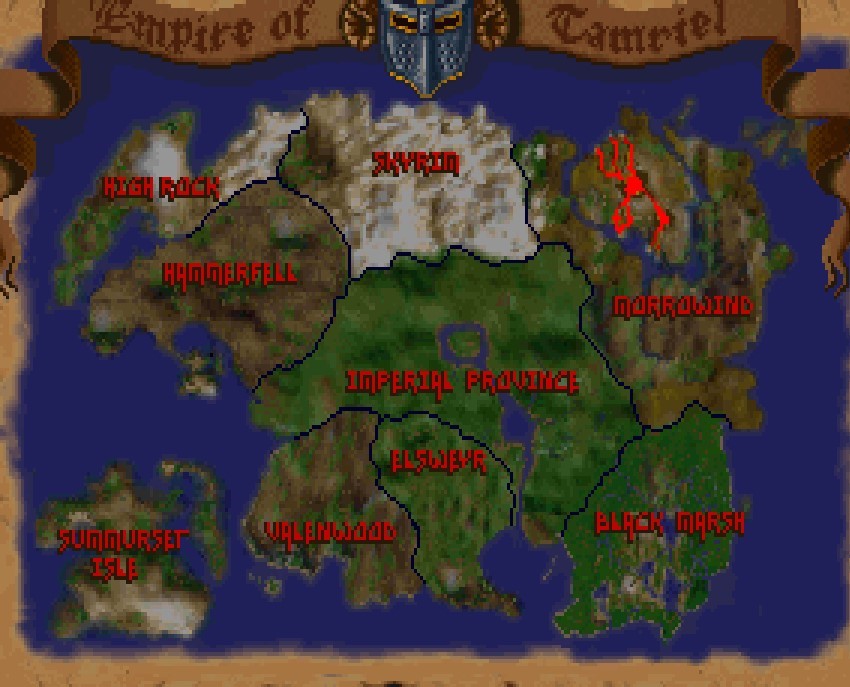 Empire of Tamriel
SKYRIM
HIGH ROCK
HAMMERFELL
MORROWIND
IMPERIAL PROVINCE
ELSWEYR
BLACK MARSH
VALENWOOD
SUMMURSET
ISLE